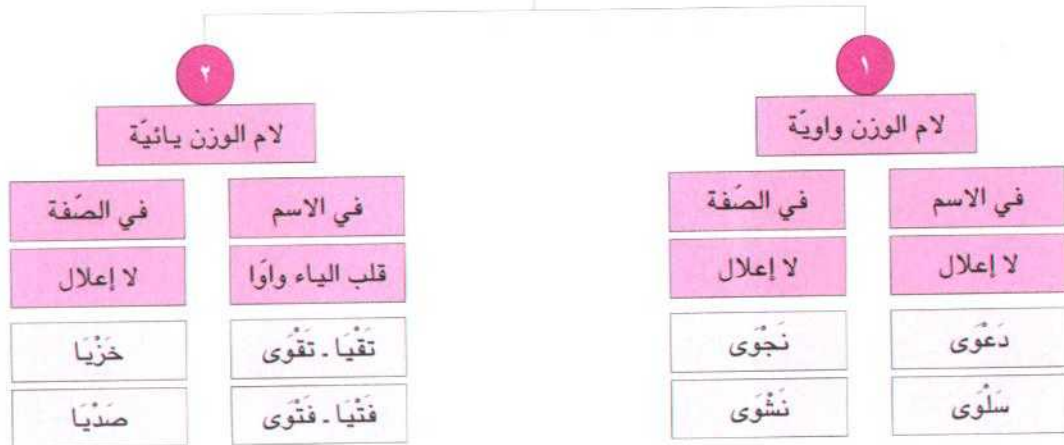 ١
لام الوزن واويّة
في الاسم
في الصّفة
لا إعلال
لا إعلال
دَعْوَى
نَجْوَى
سَلْوَى
نَشْوَى
٢
لام الوزن يائيّة
في الاسم
في الصّفة
قلب الياء واوًا
لا إعلال
تَقْيَا ـ تَقْوَى
خَزْيَا
فَتْيَا ـ فَتْوَى
صَدْيَا